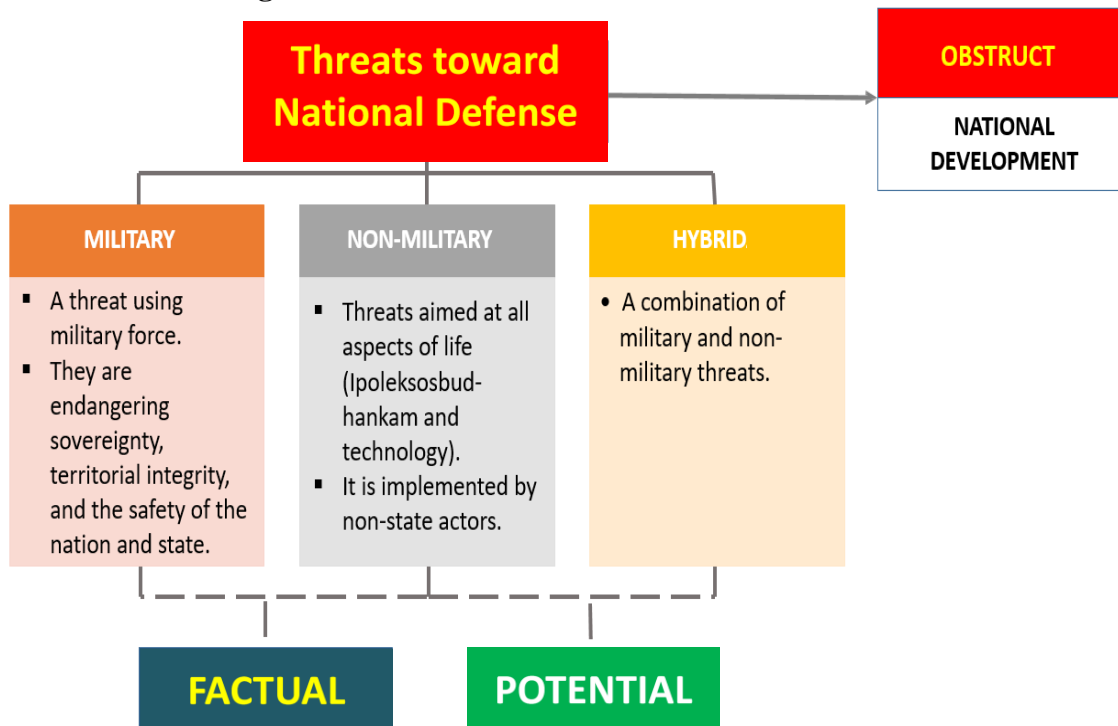 Threats toward
National Defense
OBSTRUCT
NATIONAL
DEVELOPMENT
MILITARY
▪ A threat using
military force.
▪ They are
endangering
sovereignty,
territorial integrity,
and the safety of the
nation and state.
NON-MILITARY
▪ Threats aimed at all
aspects of life
(Ipoleksosbud-
hankam and
technology).
▪ It is implemented by
non-state actors.
HYBRID
• A combination of
military and non-
military threats.
FACTUAL
POTENTIAL